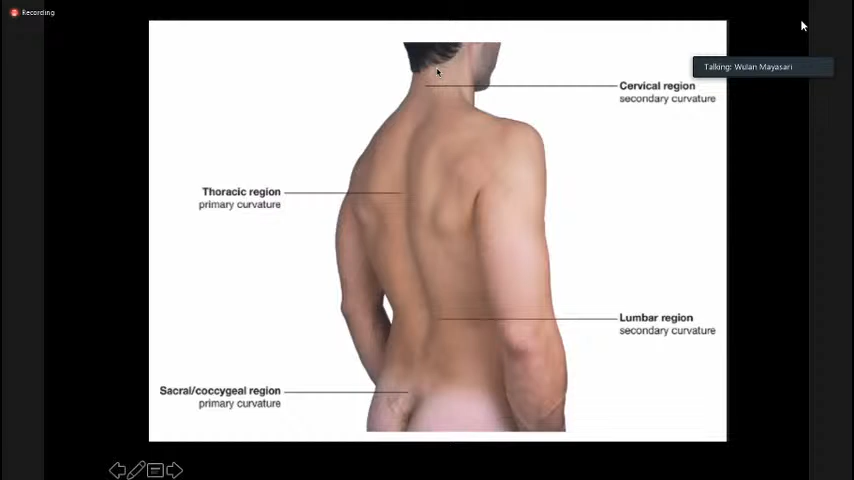 Recording
Talking: Wulan Mayasari
Cervical region
secondary curvature
Thoracic region
primary curvature
Lumbar region
secondary curvature
Sacral/coccygeal region
primary curvature